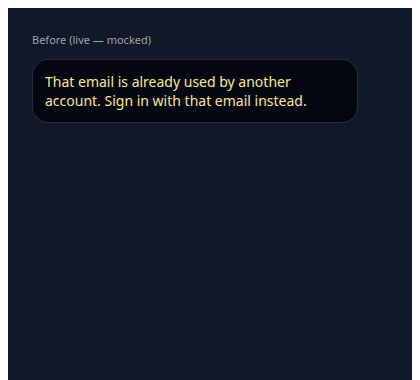 Before (live — mocked)
That email is already used by another
account. Sign in with that email instead.